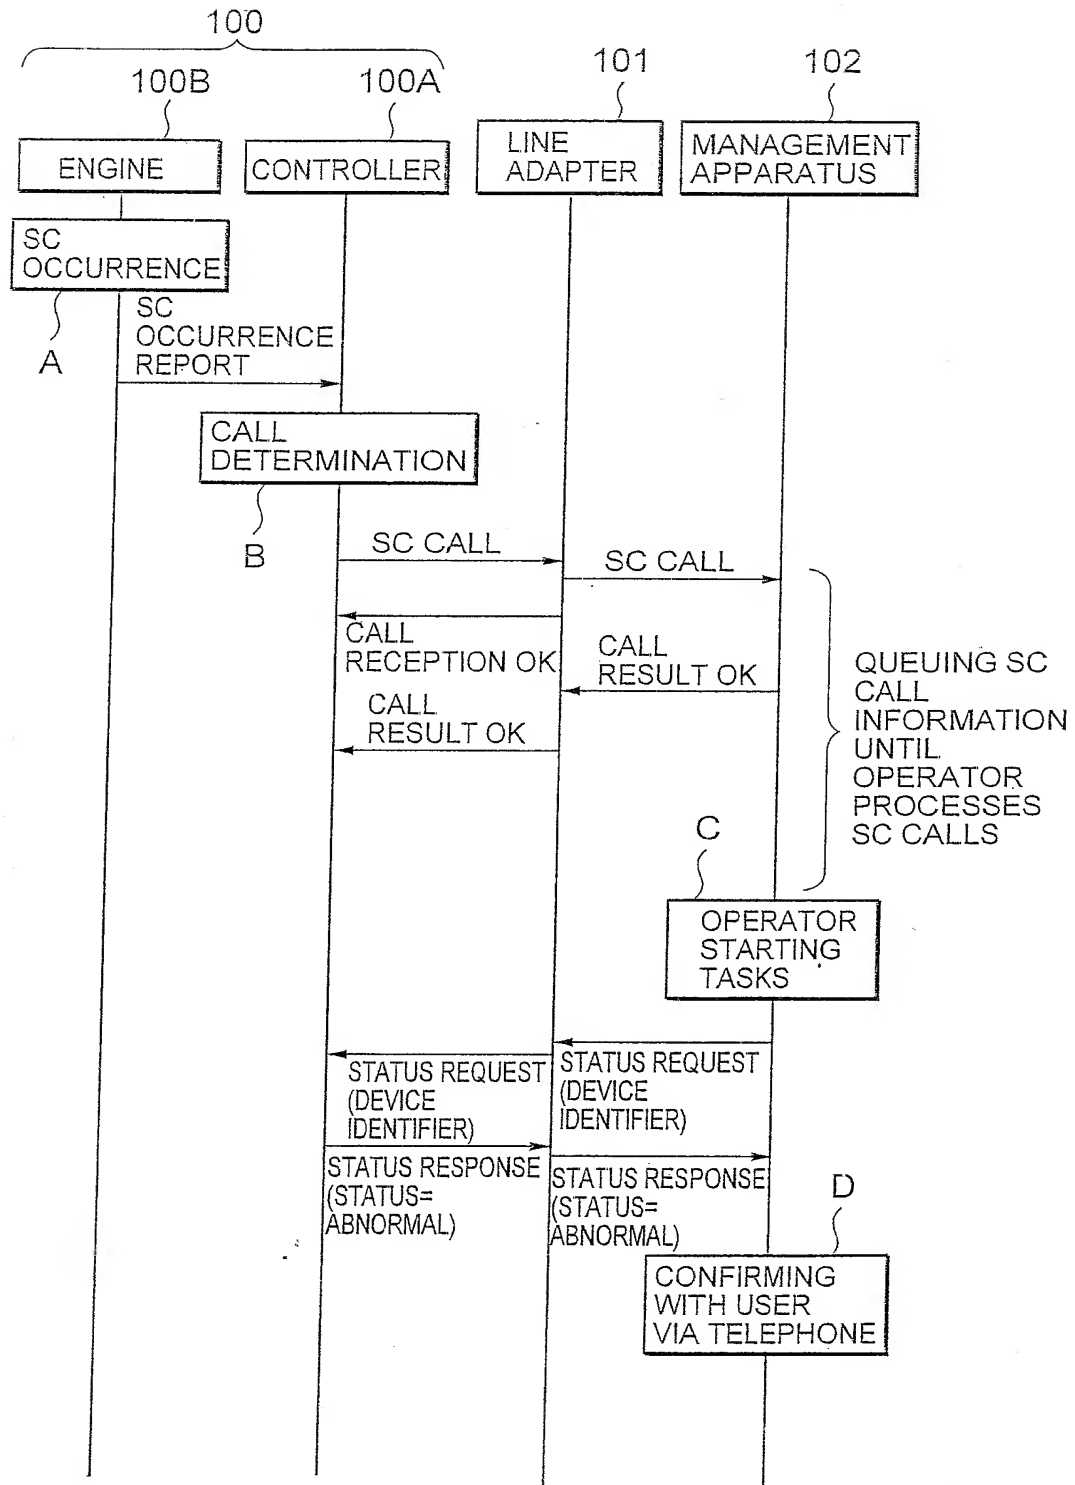 100
100B
100A
101
102
ENGINE
CONTROLLER
LINE
ADAPTER
MANAGEMENT
APPARATUS
SC
OCCURRENCE
A
SC
OCCURRENCE
REPORT
CALL
DETERMINATION
B
SC CALL
SC CALL
CALL
RECEPTION OK
CALL
RESULT OK
CALL
RESULT OK
QUEUING SC
CALL
INFORMATION
UNTIL
OPERATOR
PROCESSES
SC CALLS
C
OPERATOR
STARTING
TASKS
STATUS REQUEST
(DEVICE
IDENTIFIER)
STATUS REQUEST
(DEVICE
IDENTIFIER)
STATUS RESPONSE
(STATUS=
ABNORMAL)
STATUS RESPONSE
(STATUS=
ABNORMAL)
D
CONFIRMING
WITH USER
VIA TELEPHONE